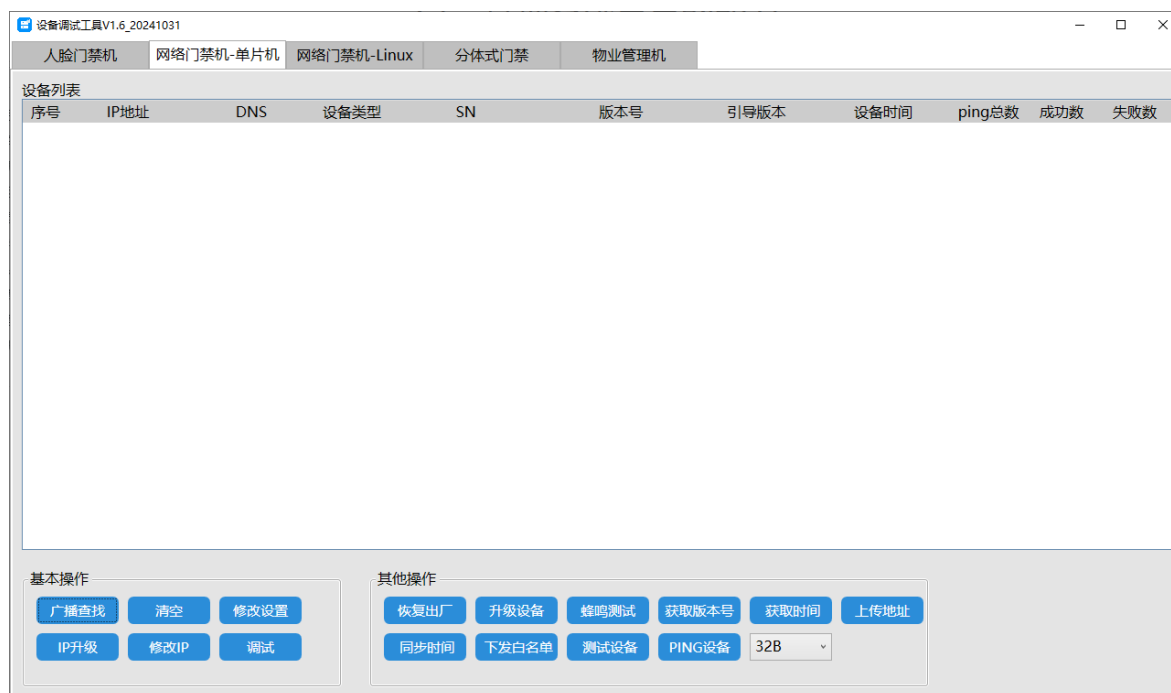 设备调试工具V1.6_20241031
人脸门禁机 网络门禁机-单片机 网络门禁机-Linux 分体式门禁 物业管理机
设备列表
序号 IP地址 DNS 设备类型 SN 版本号 引导版本 设备时间 ping总数 成功数 失败数
基本操作 其他操作
广播查找 清空 修改设置 恢复出厂 升级设备 蜂鸣测试 获取版本号 获取时间 上传地址
IP升级 修改IP 调试 同步时间 下发白名单 测试设备 PING设备 32B